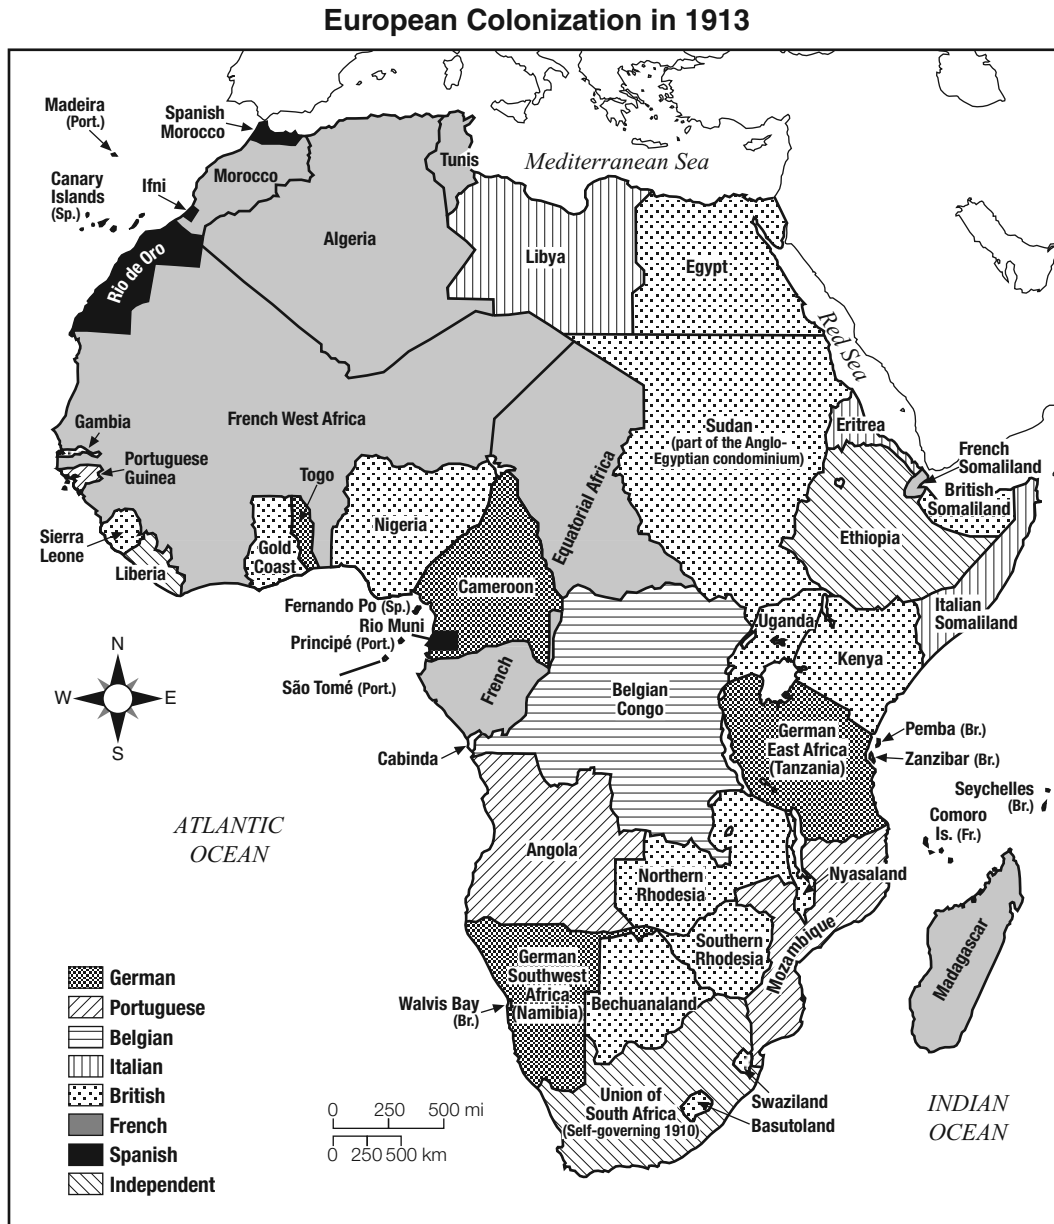 European Colonization in 1913
Madeira
(Port.)
Spanish
Morocco
Mediterranean Sea
Tunis
Canary
Islands
(Sp.)
Ifni
Morocco
Algeria
Libya
Egypt
Rio de Oro
Red Sea
French West Africa
Gambia
Portuguese
Guinea
Togo
Sudan
(part of the Anglo-
Egyptian condominium)
Eritrea
French
Somaliland
British
Somaliland
Sierra
Leone
Liberia
Gold
Coast
Nigeria
Equatorial Africa
Ethiopia
Cameroon
Fernando Po (Sp.)
Rio Muni
Principé (Port.)
São Tomé (Port.)
Uganda
Italian
Somaliland
Kenya
N
W
E
S
French
Belgian
Congo
Cabinda
German
East Africa
(Tanzania)
Pemba (Br.)
Zanzibar (Br.)
Seychelles
(Br.)
Comoro
Is. (Fr.)
ATLANTIC
OCEAN
Angola
Northern
Rhodesia
Nyasaland
Mozambique
Southern
Rhodesia
Madagascar
German
Southwest
Africa
(Namibia)
Bechuanaland
Walvis Bay
(Br.)
German
Portuguese
Belgian
Italian
British
French
Spanish
Independent
0 250 500 mi
0 250 500 km
Union of
South Africa
(Self-governing 1910)
Swaziland
Basutoland
INDIAN
OCEAN